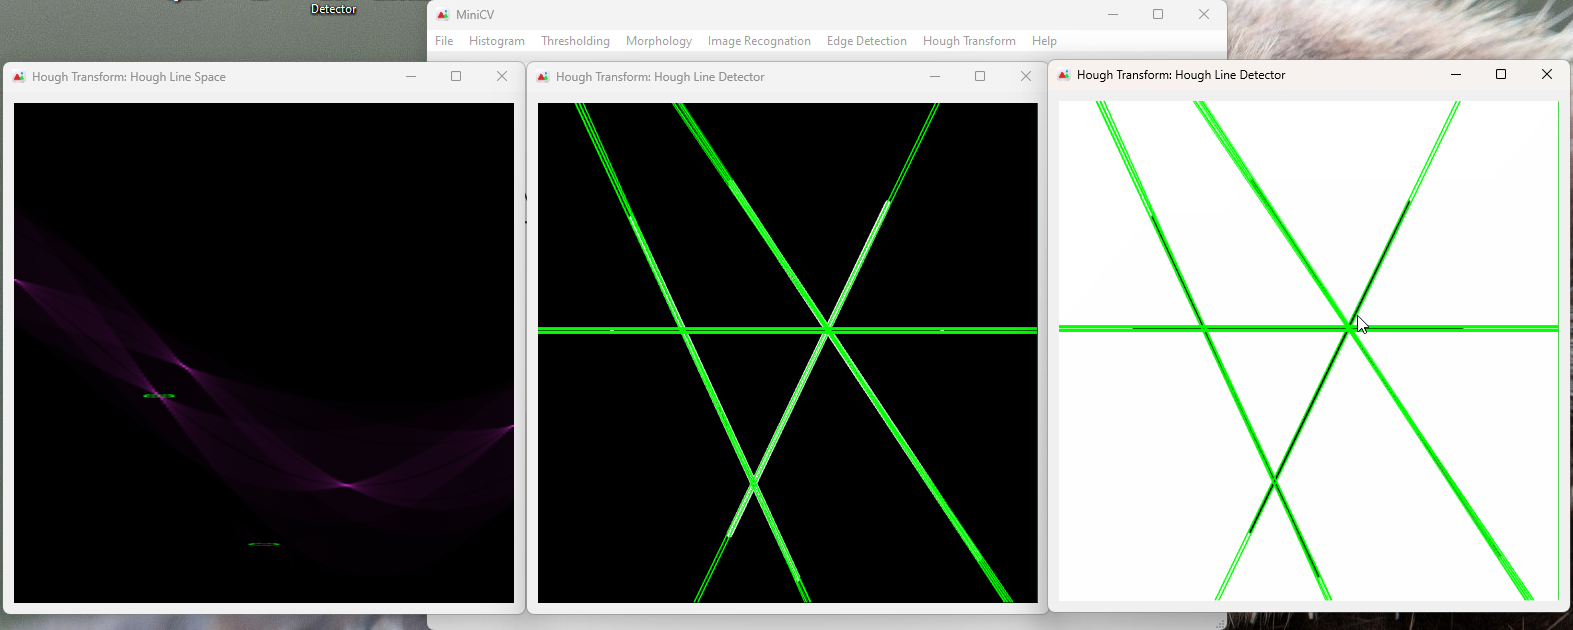 Detector
MiniCV
File Histogram Thresholding Morphology Image Recognation Edge Detection Hough Transform Help
Hough Transform: Hough Line Space
Hough Transform: Hough Line Detector
Hough Transform: Hough Line Detector